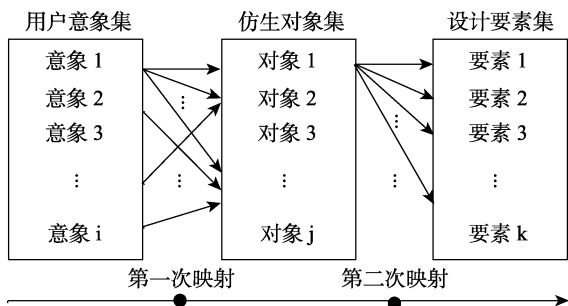 用户意象集 仿生对象集 设计要素集
意象 1 对象 1 要素 1
意象 2 对象 2 要素 2
意象 3 对象 3 要素 3
意象 i 对象 j 要素 k
第一次映射 第二次映射